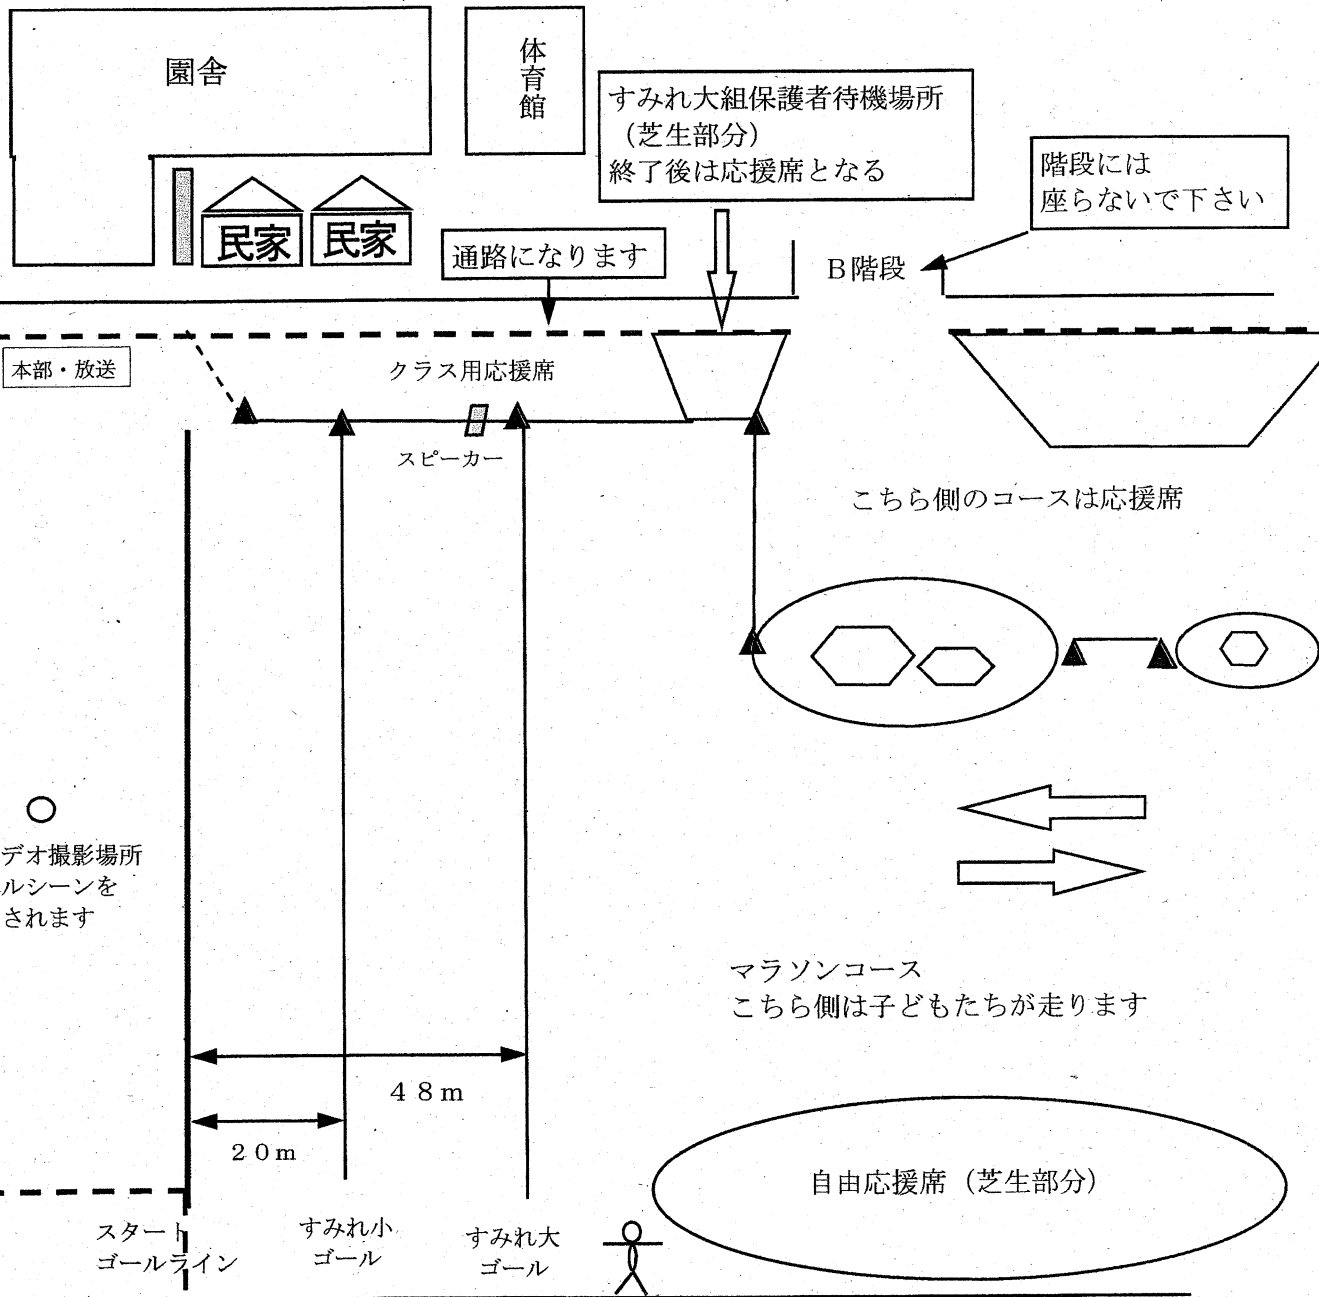 園舎
体育館
すみれ大組保護者待機場所
（芝生部分）
終了後は応援席となる
階段には
座らないで下さい
民家
民家
通路になります
B階段
本部・放送
クラス用応援席
スピーカー
こちら側のコースは応援席
デオ撮影場所
ルシーンを
されます
マラソンコース
こちら側は子どもたちが走ります
４８m
２０m
自由応援席（芝生部分）
スタート
ゴールライン
すみれ小
ゴール
すみれ大
ゴール